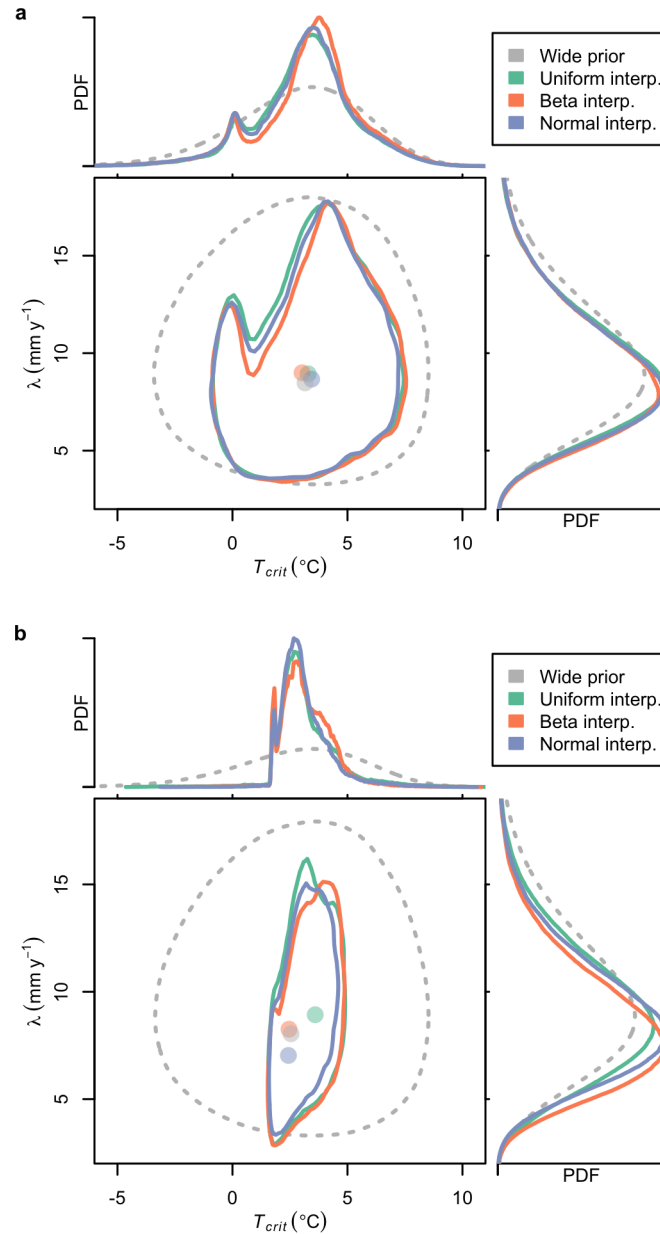 a
PDF
Wide prior
Uniform interp.
Beta interp.
Normal interp.
15
10
5
λ (mm y⁻¹)
-5 0 5 10
T_crit (°C)
PDF
b
PDF
Wide prior
Uniform interp.
Beta interp.
Normal interp.
15
10
5
λ (mm y⁻¹)
-5 0 5 10
T_crit (°C)
PDF